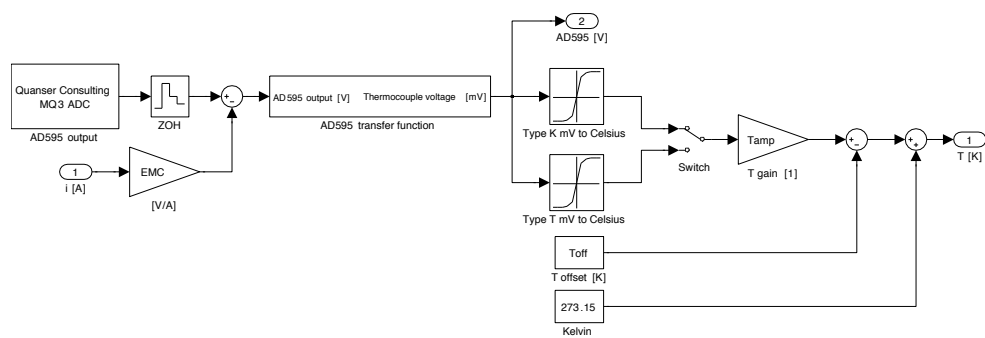 2
AD595 [V]
Quanser Consulting
MQ3 ADC
AD595 output
ZOH
+
−
AD595 output [V] Thermocouple voltage [mV]
AD595 transfer function
Type K mV to Celsius
Switch
Tamp
T gain [1]
+
−
+
+
1
T [K]
1
i [A]
EMC
[V/A]
Type T mV to Celsius
Toff
T offset [K]
273.15
Kelvin